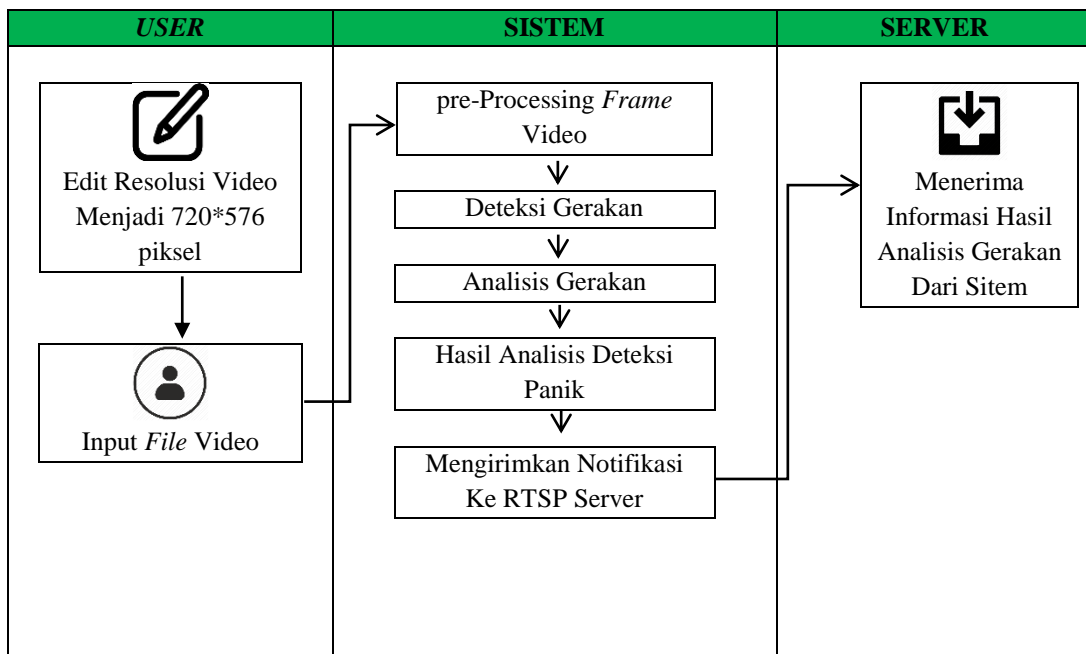 USER
SISTEM
SERVER
Edit Resolusi Video
Menjadi 720*576
piksel
Input File Video
pre-Processing Frame
Video
Deteksi Gerakan
Analisis Gerakan
Hasil Analisis Deteksi
Panik
Mengirimkan Notifikasi
Ke RTSP Server
Menerima
Informasi Hasil
Analisis Gerakan
Dari Sitem